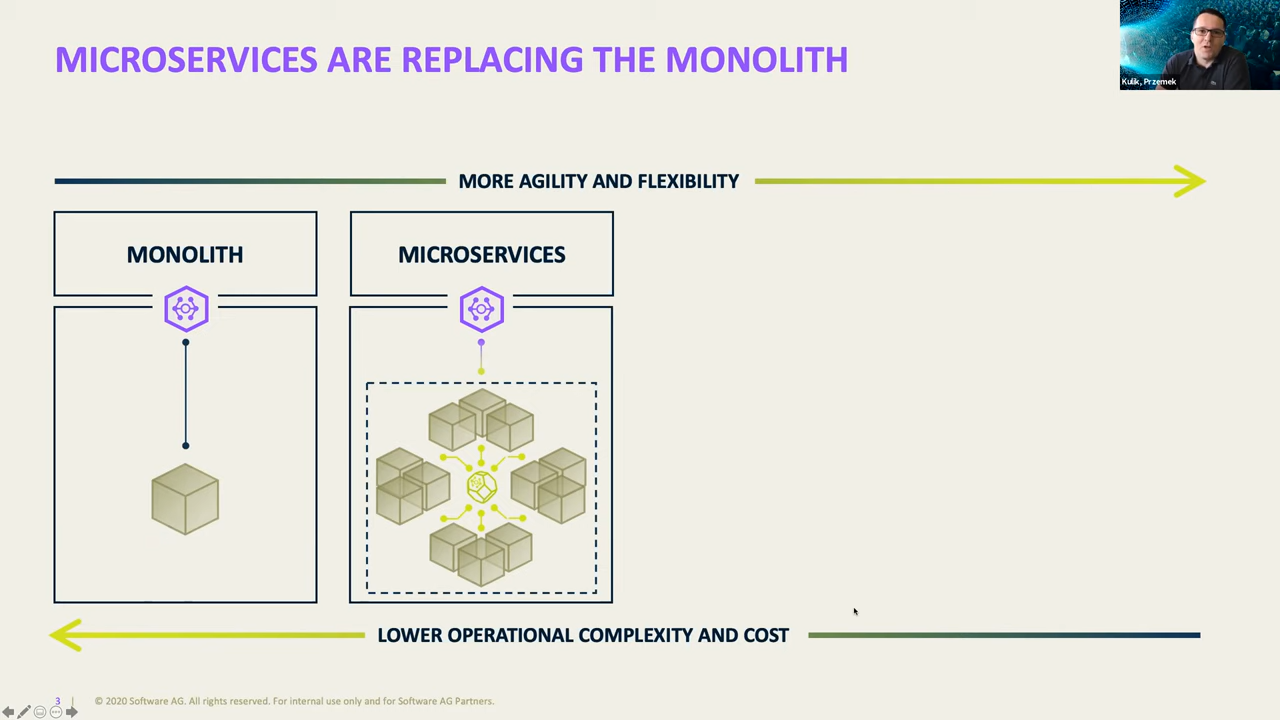 MICROSERVICES ARE REPLACING THE MONOLITH
Kulik, Przemek
MORE AGILITY AND FLEXIBILITY
MONOLITH
MICROSERVICES
LOWER OPERATIONAL COMPLEXITY AND COST
3 | © 2020 Software AG. All rights reserved. For internal use only and for Software AG Partners.